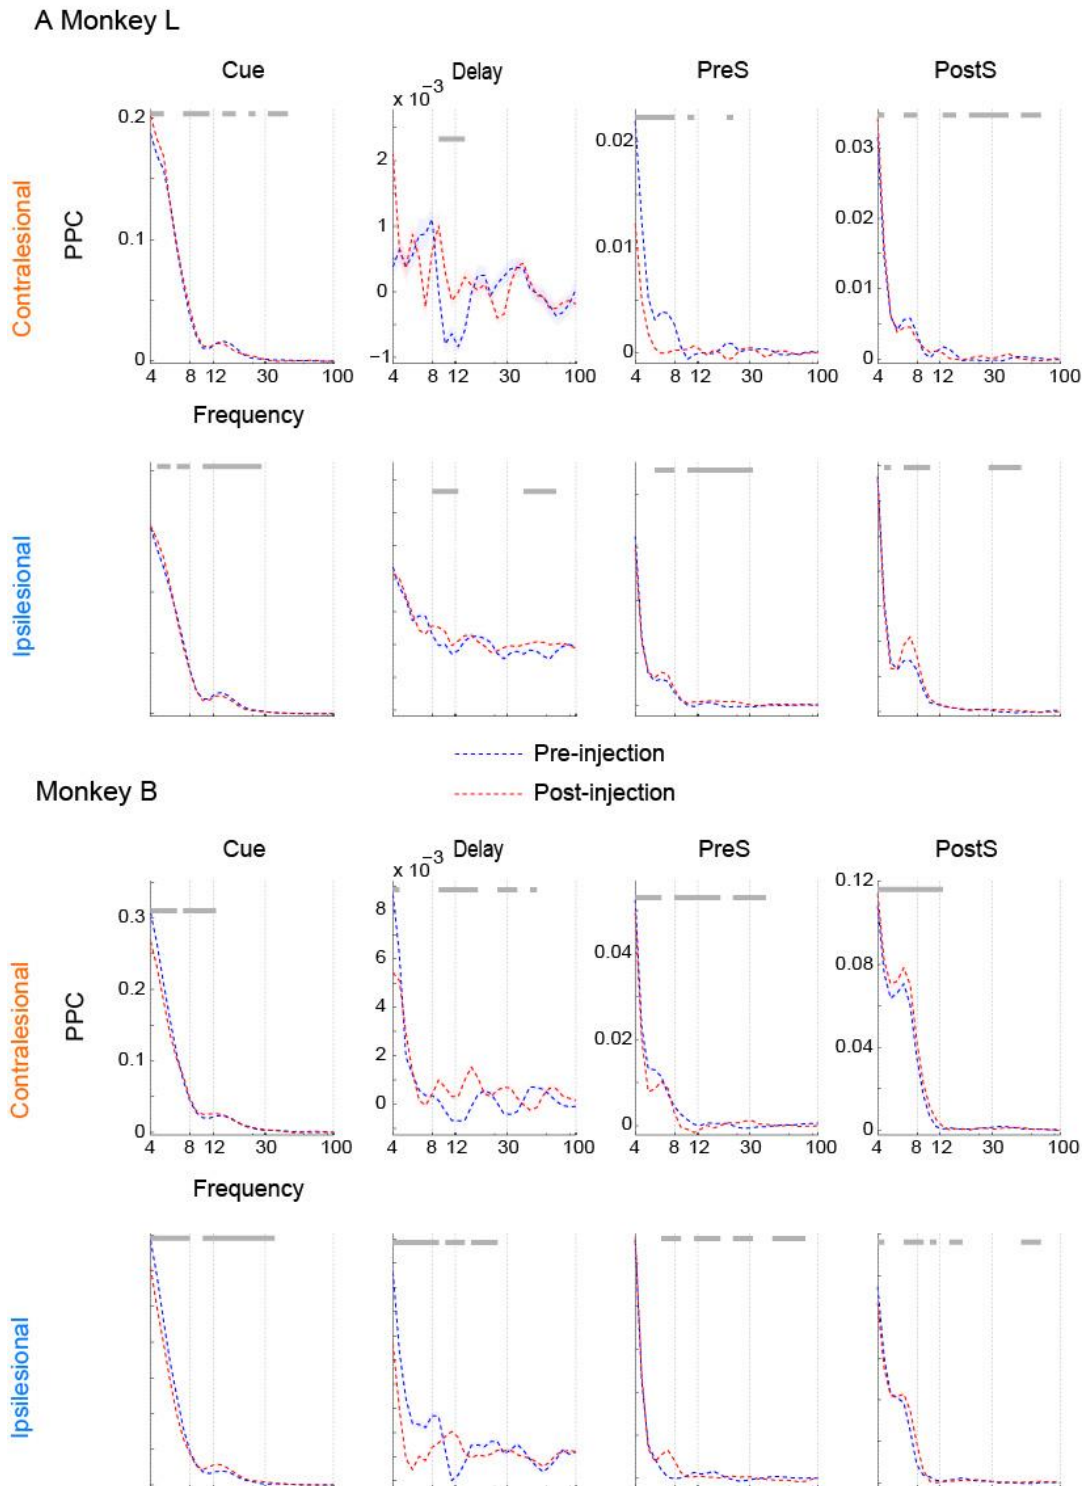 A Monkey L
Cue Delay PreS PostS
x 10⁻³
0.2
0.1
0
2
1
0
−1
0.02
0.01
0
0.03
0.02
0.01
0
Contralesional
PPC
4 8 12 30 100 4 8 12 30 100 4 8 12 30 100 4 8 12 30 100
Frequency
Ipsilesional
Pre-injection
Post-injection
Monkey B
Cue Delay PreS PostS
x 10⁻³
0.3
0.2
0.1
0
8
6
4
2
0
0.04
0.02
0
0.12
0.08
0.04
0
Contralesional
PPC
4 8 12 30 100 4 8 12 30 100 4 8 12 30 100 4 8 12 30 100
Frequency
Ipsilesional